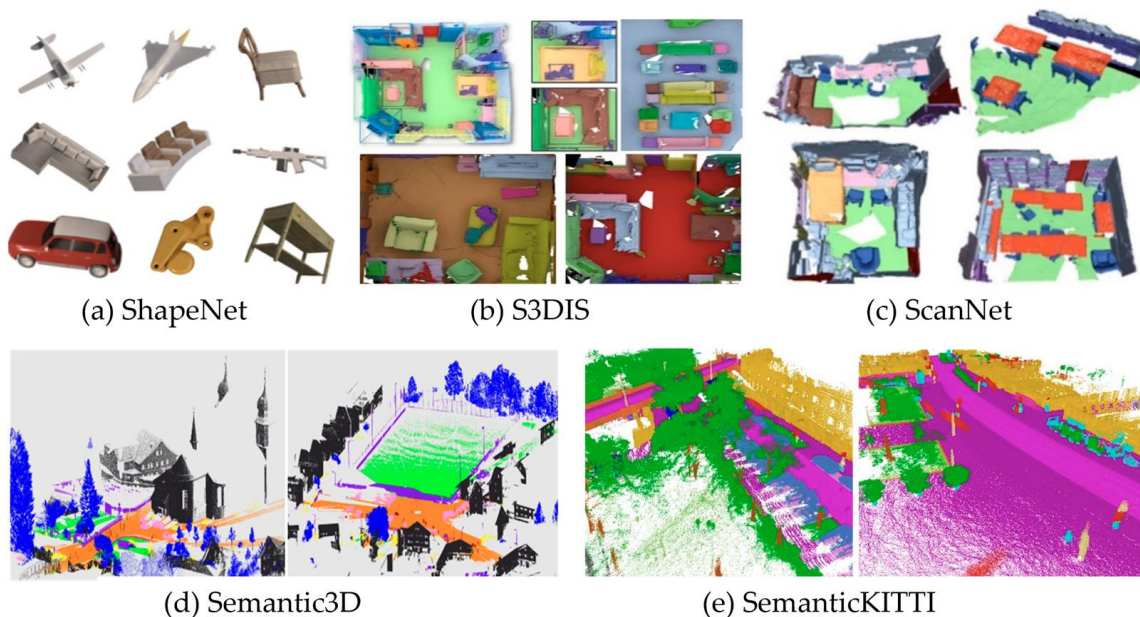 (a) ShapeNet
(b) S3DIS
(c) ScanNet
(d) Semantic3D
(e) SemanticKITTI